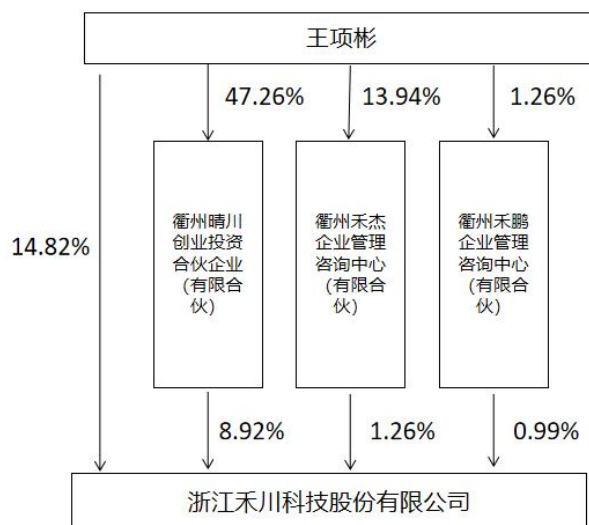 王项彬
47.26%
13.94%
1.26%
14.82%
衢州晴川
创业投资
合伙企业
（有限合
伙）
衢州禾杰
企业管理
咨询中心
（有限合
伙）
衢州禾鹏
企业管理
咨询中心
（有限合
伙）
8.92%
1.26%
0.99%
浙江禾川科技股份有限公司